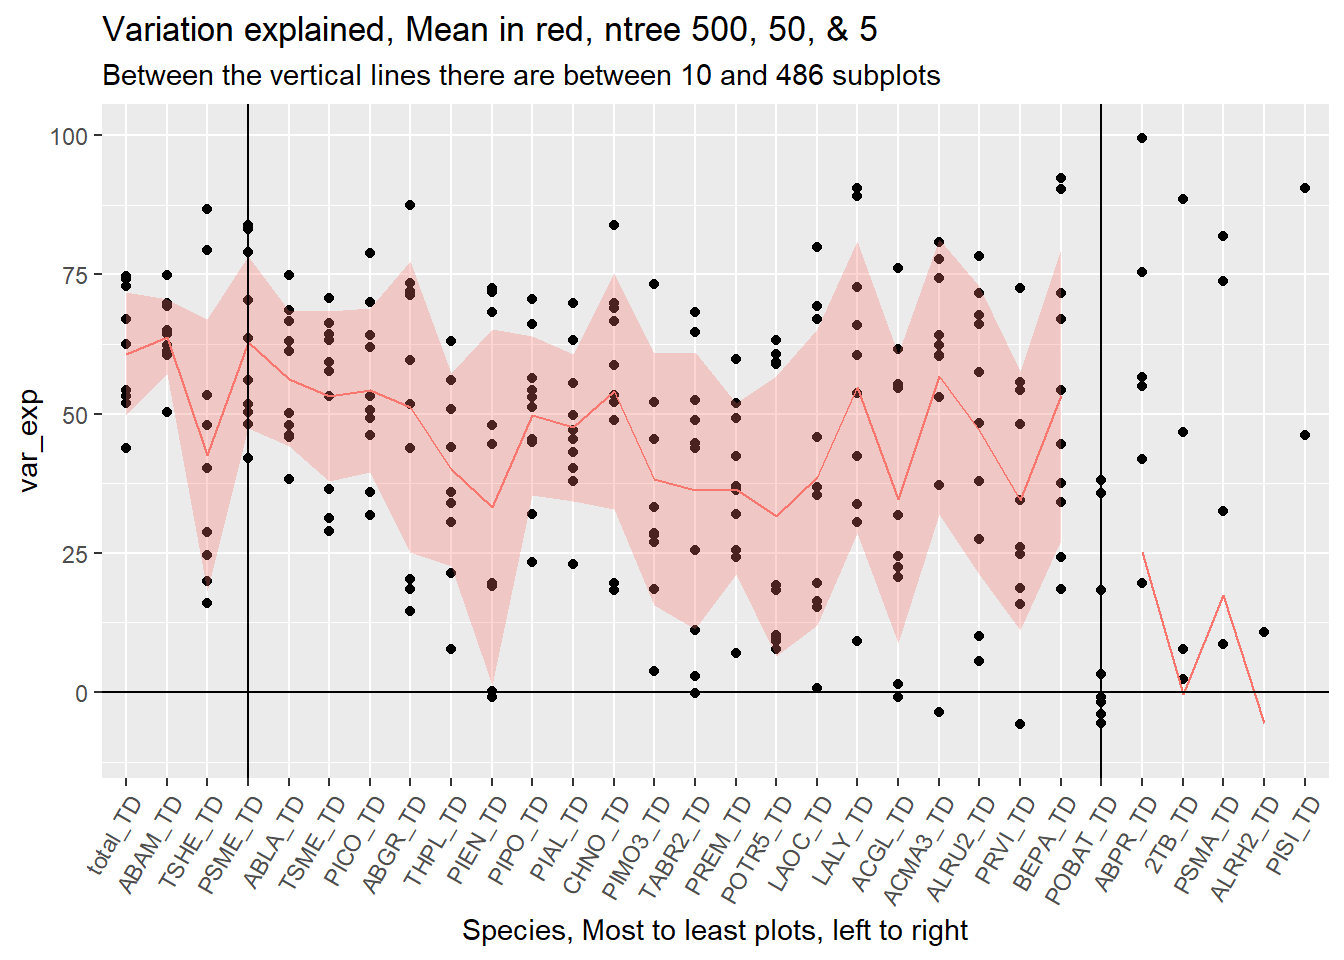 Variation explained, Mean in red, ntree 500, 50, & 5
Between the vertical lines there are between 10 and 486 subplots
100
75
50
25
0
var_exp
total_TD
ABAM_TD
TSHE_TD
PSME_TD
ABLA_TD
TSME_TD
PICO_TD
ABGR_TD
THPL_TD
PIEN_TD
PIPO_TD
PIAL_TD
CHNO_TD
PIMO3_TD
TABR2_TD
PREM_TD
POTR5_TD
LAOC_TD
LALY_TD
ACGL_TD
ACMA3_TD
ALRU2_TD
PRVI_TD
BEPA_TD
POBAT_TD
ABPR_TD
2TB_TD
PSMA_TD
ALRH2_TD
PISI_TD
Species, Most to least plots, left to right